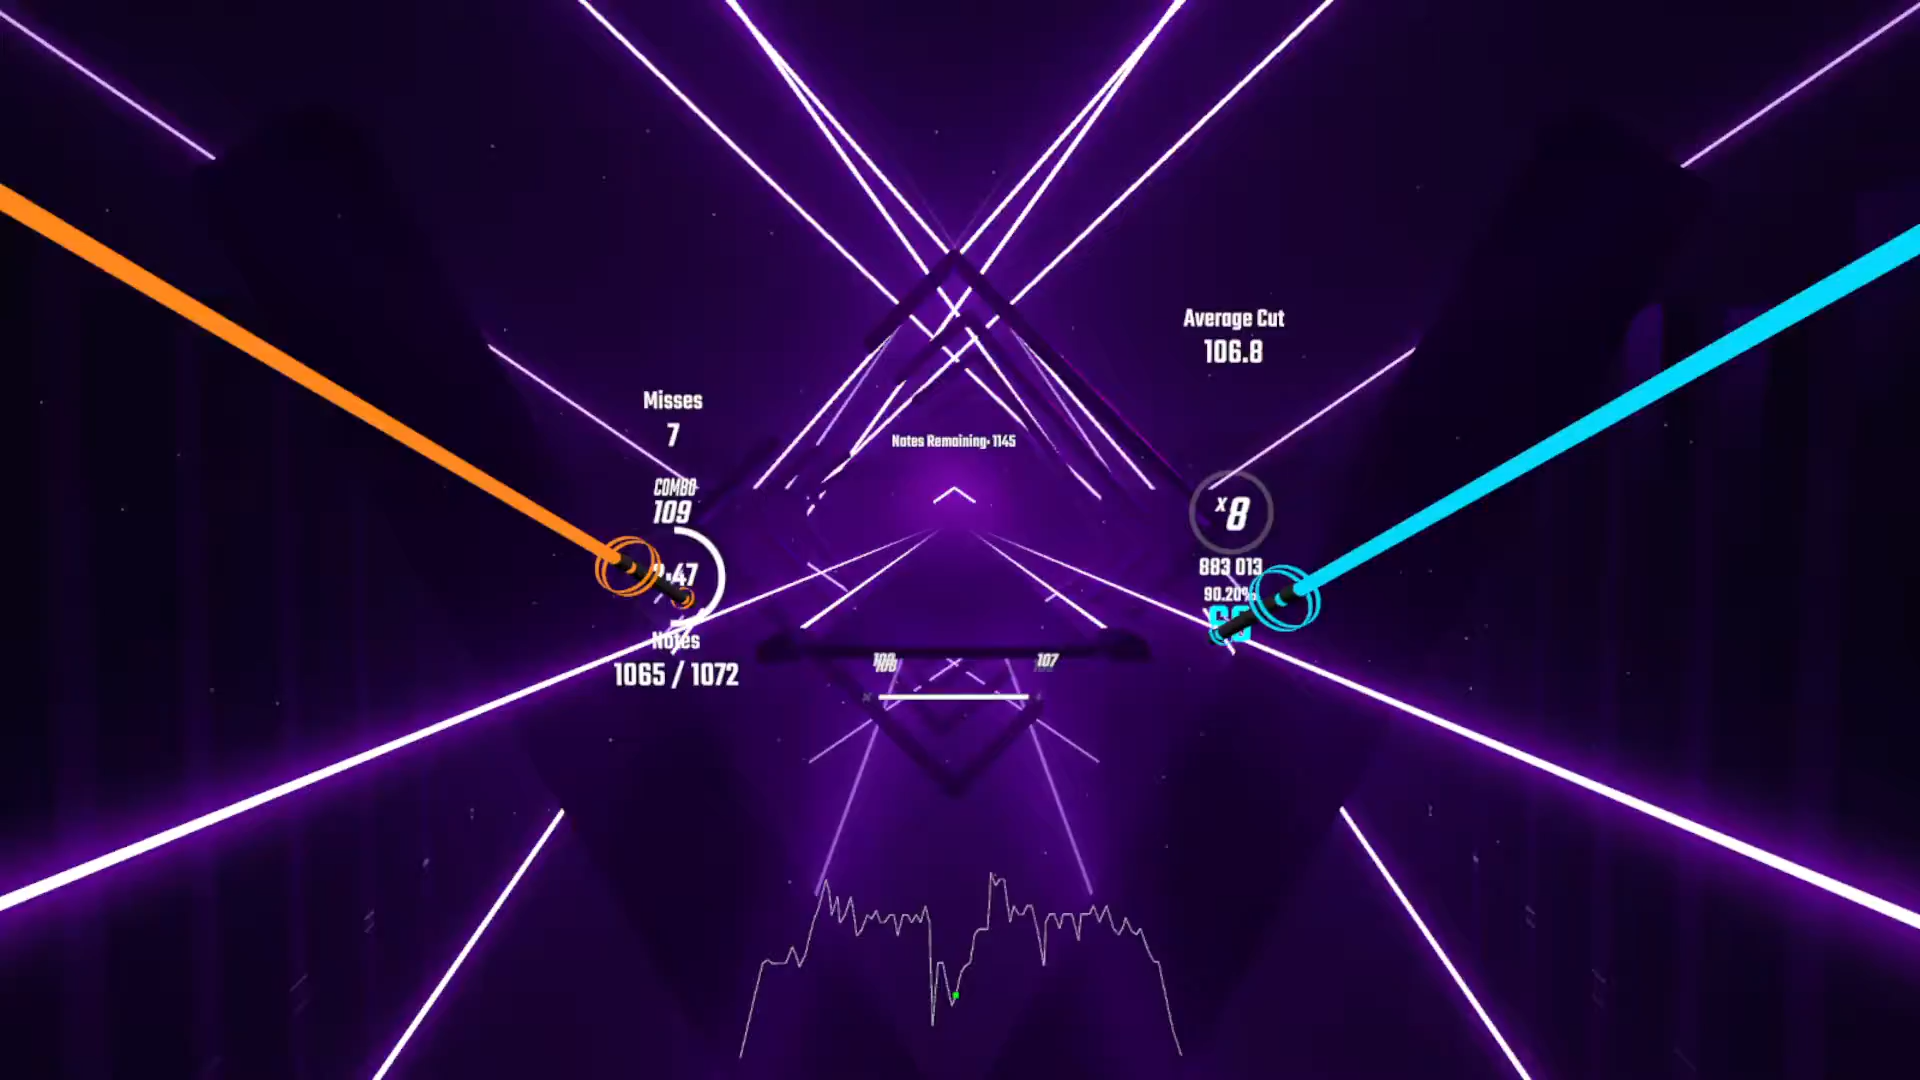 Average Cut
106.8
Misses
7
Notes Remaining: 1145
COMBO
109
x8
:47
883 013
90.20%
Notes
1065 / 1072
107